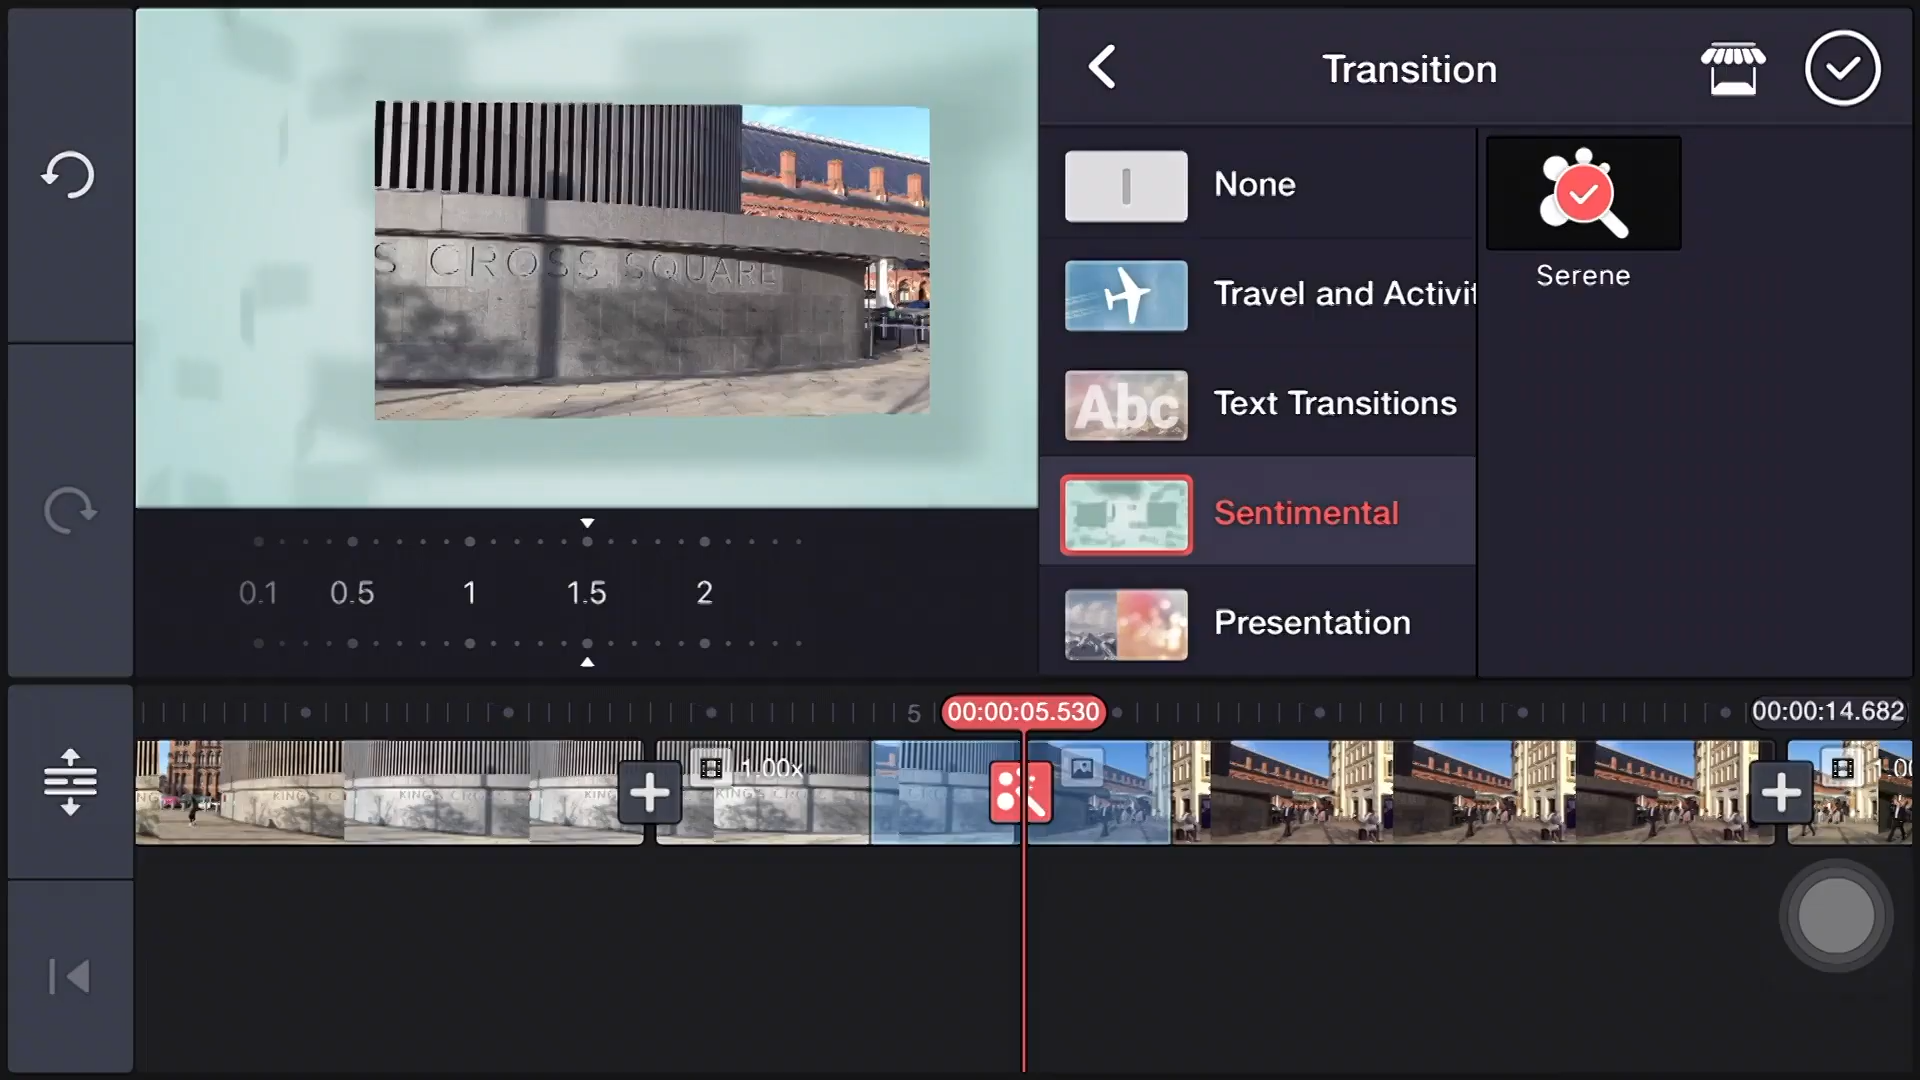 Transition
None
Travel and Activit
Abc
Text Transitions
Sentimental
Presentation
Serene
S CROSS SQUARE
0.1 0.5 1 1.5 2
5 00:00:05.530 00:00:14.682
1.00x